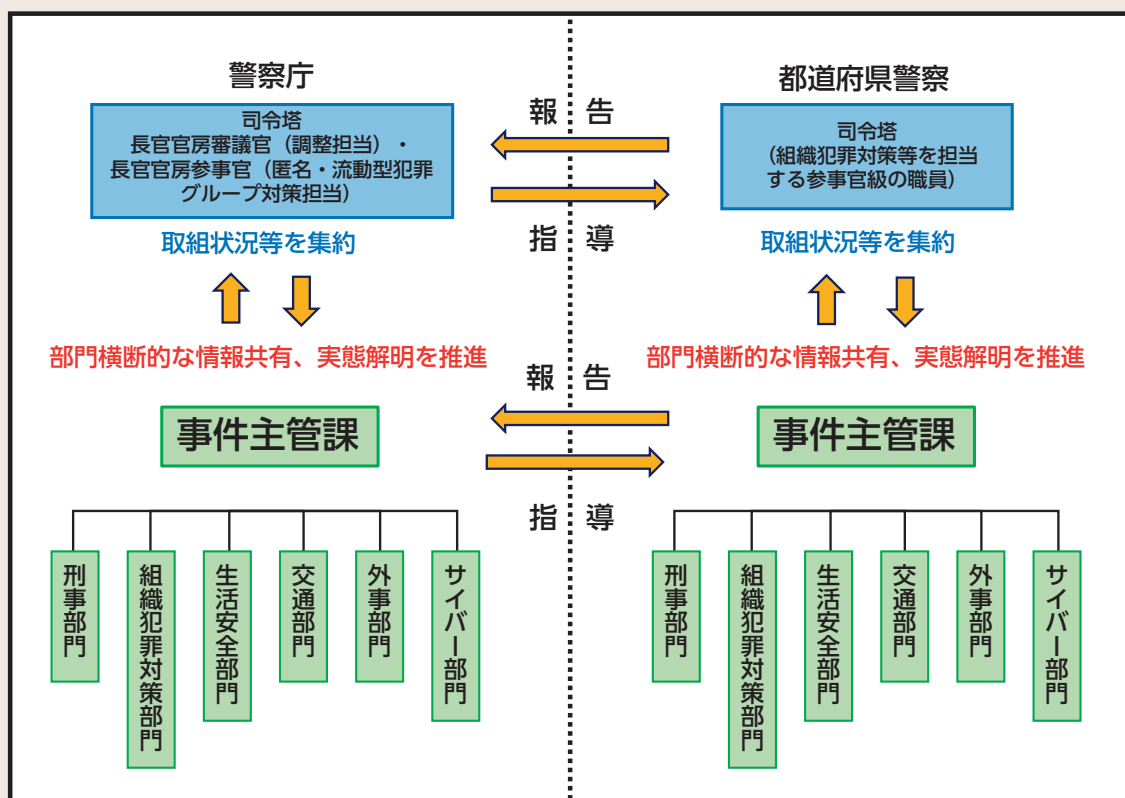 警察庁
司令塔
長官官房審議官（調整担当）・
長官官房参事官（匿名・流動型犯罪
グループ対策担当）
取組状況等を集約
部門横断的な情報共有、実態解明を推進
事件主管課
刑事部門
組織犯罪対策部門
生活安全部門
交通部門
外事部門
サイバー部門
報告
指導
報告
指導
都道府県警察
司令塔
（組織犯罪対策等を担当
する参事官級の職員）
取組状況等を集約
部門横断的な情報共有、実態解明を推進
事件主管課
刑事部門
組織犯罪対策部門
生活安全部門
交通部門
外事部門
サイバー部門